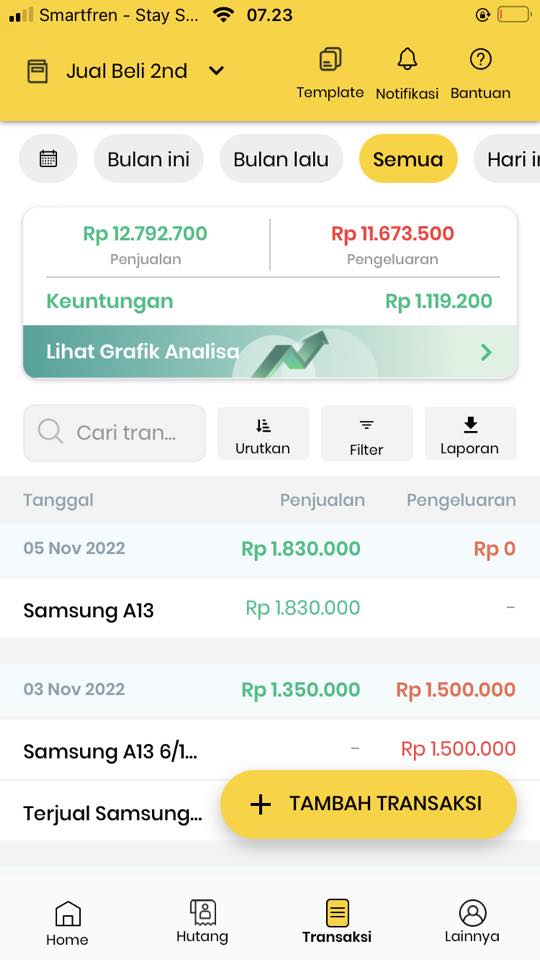 Smartfren - Stay S... 07.23
Jual Beli 2nd
Template Notifikasi Bantuan
Bulan ini Bulan lalu Semua Hari in
Rp 12.792.700 Rp 11.673.500
Penjualan Pengeluaran
Keuntungan Rp 1.119.200
Lihat Grafik Analisa
Cari tran... Urutkan Filter Laporan
Tanggal Penjualan Pengeluaran
05 Nov 2022 Rp 1.830.000 Rp 0
Samsung A13 Rp 1.830.000 -
03 Nov 2022 Rp 1.350.000 Rp 1.500.000
Samsung A13 6/1... - Rp 1.500.000
Terjual Samsung... + TAMBAH TRANSAKSI
Home Hutang Transaksi Lainnya